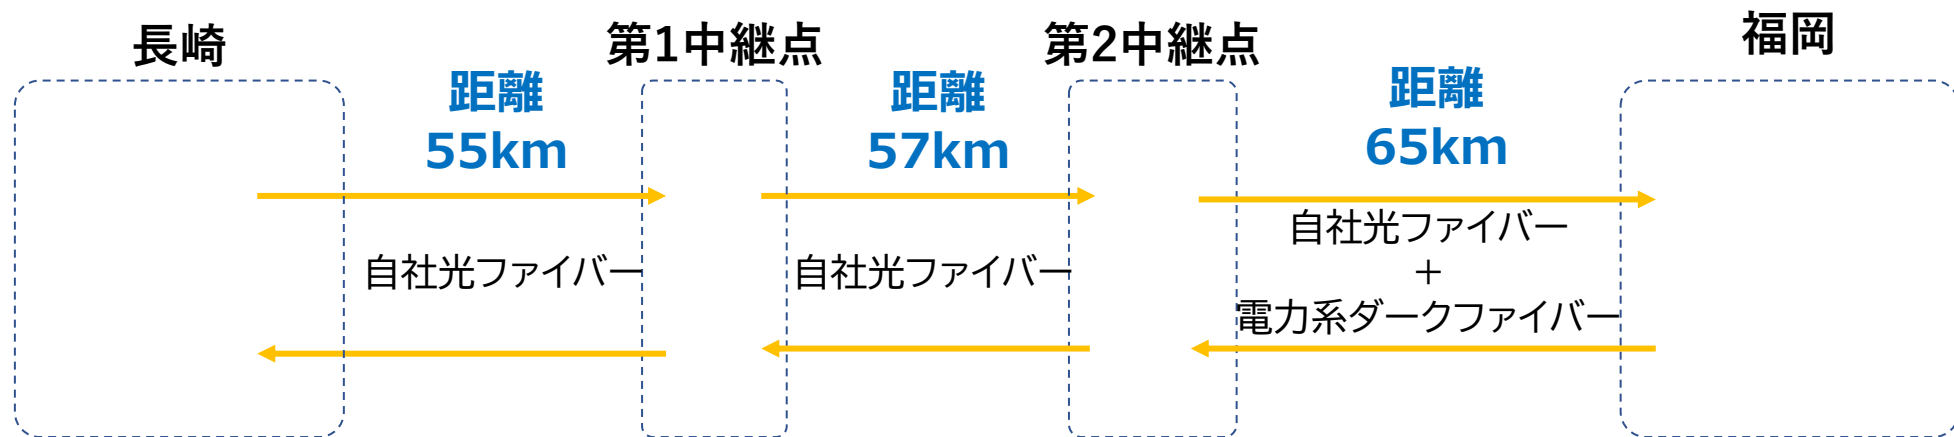 長崎
第1中継点
第2中継点
福岡
距離
55km
距離
57km
距離
65km
自社光ファイバー
自社光ファイバー
自社光ファイバー
+
電力系ダークファイバー